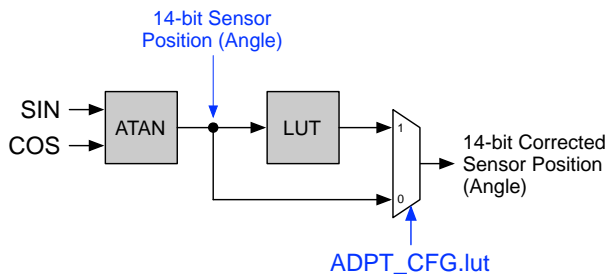 14-bit Sensor
Position (Angle)
SIN
COS
ATAN
LUT
1
0
14-bit Corrected
Sensor Position
(Angle)
ADPT_CFG.lut